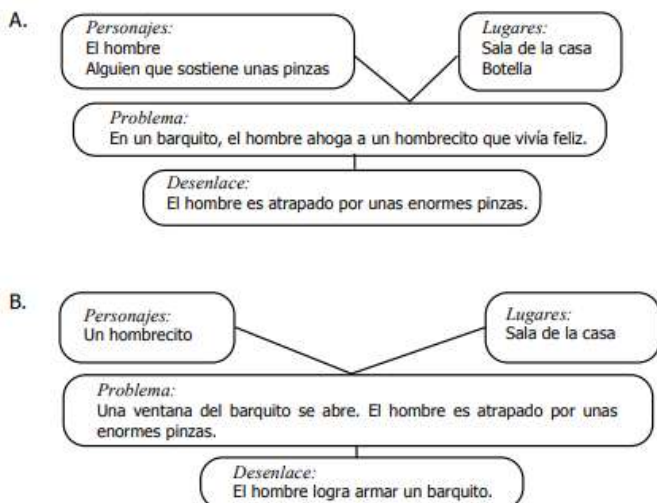 A.
Personajes:
El hombre
Alguien que sostiene unas pinzas
Lugares:
Sala de la casa
Botella
Problema:
En un barquito, el hombre ahoga a un hombrecito que vivía feliz.
Desenlace:
El hombre es atrapado por unas enormes pinzas.
B.
Personajes:
Un hombrecito
Lugares:
Sala de la casa
Problema:
Una ventana del barquito se abre. El hombre es atrapado por unas
enormes pinzas.
Desenlace:
El hombre logra armar un barquito.